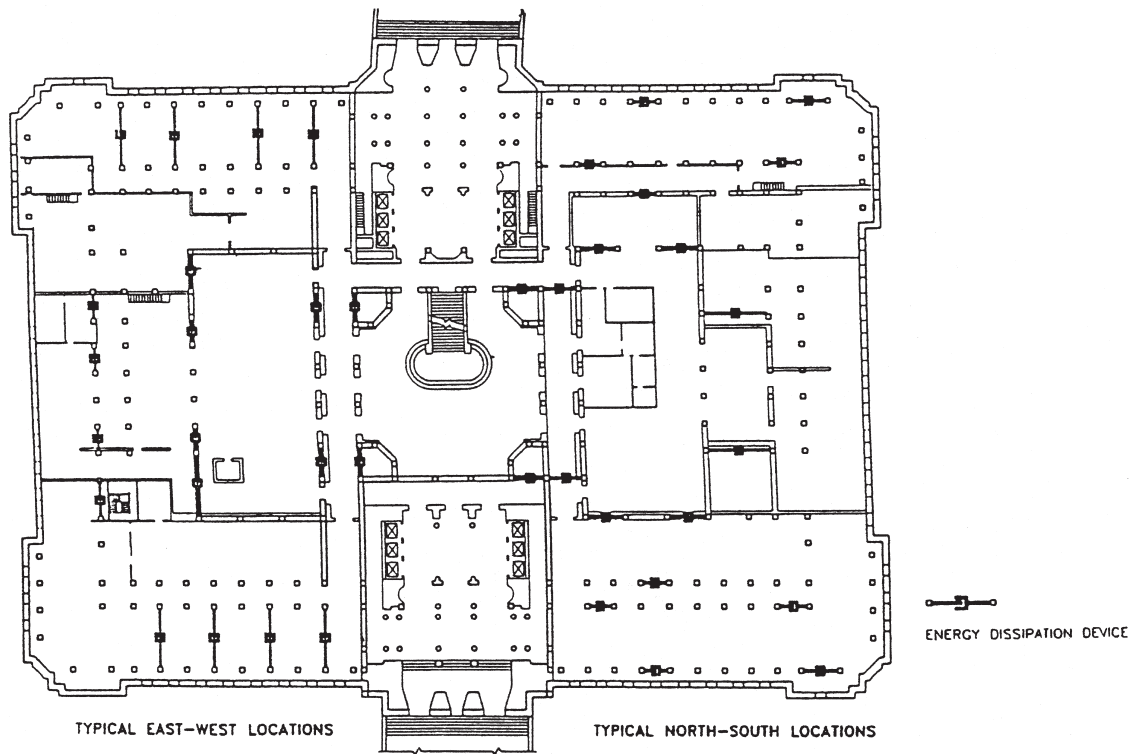 ENERGY DISSIPATION DEVICE
TYPICAL EAST-WEST LOCATIONS
TYPICAL NORTH-SOUTH LOCATIONS